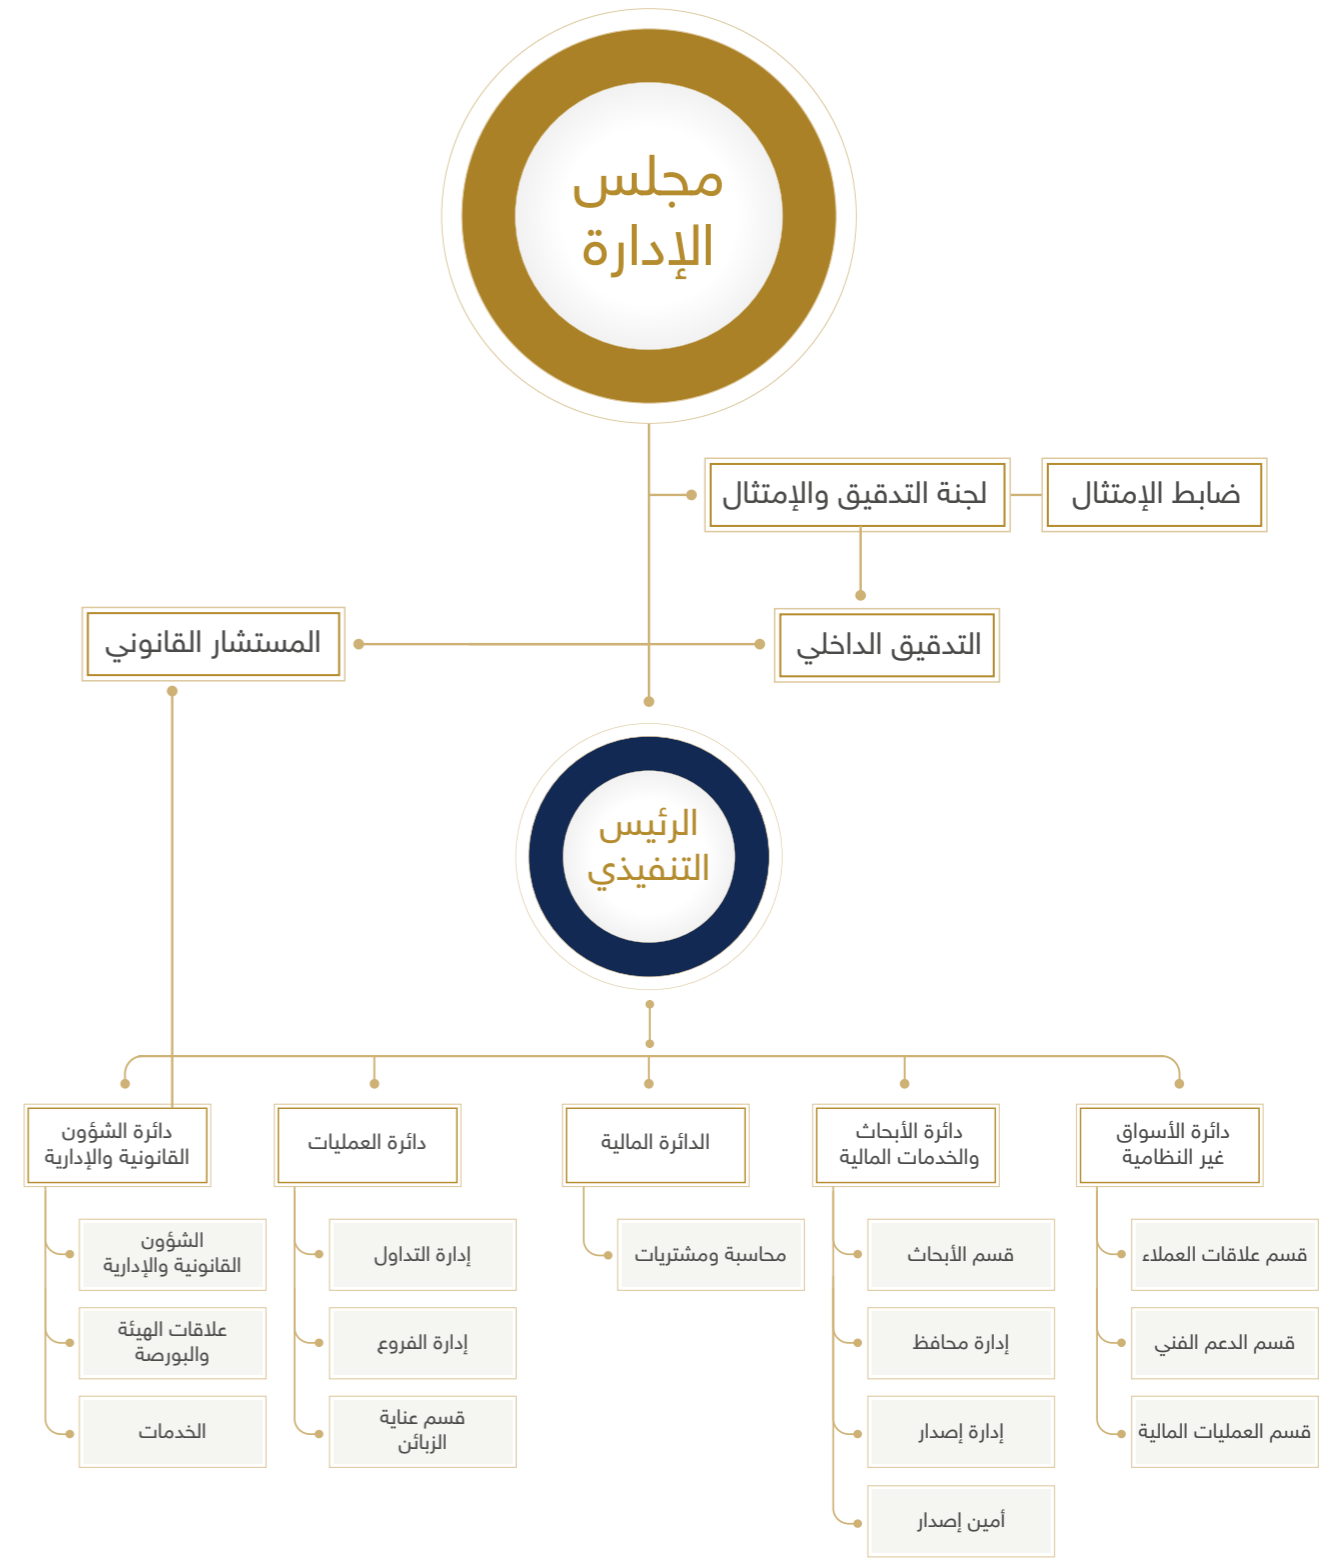 مجلس
الإدارة
ضابط الإمتثال
لجنة التدقيق والإمتثال
التدقيق الداخلي
المستشار القانوني
الرئيس
التنفيذي
دائرة الأسواق
غير النظامية
قسم علاقات العملاء
قسم الدعم الفني
قسم العمليات المالية
دائرة الأبحاث
والخدمات المالية
قسم الأبحاث
إدارة محافظ
إدارة إصدار
أمين إصدار
الدائرة المالية
محاسبة ومشتريات
دائرة العمليات
إدارة التداول
إدارة الفروع
قسم عناية
الزبائن
دائرة الشؤون
القانونية والإدارية
الشؤون
القانونية والإدارية
علاقات الهيئة
والبورصة
الخدمات